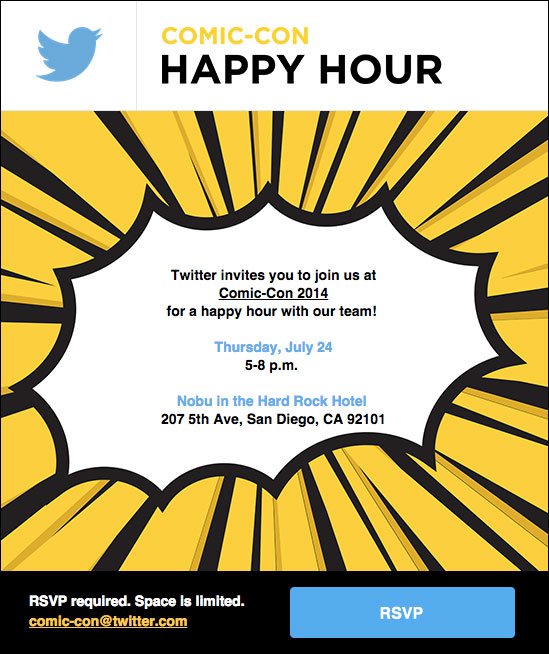 COMIC-CON
HAPPY HOUR
Twitter invites you to join us at
Comic-Con 2014
for a happy hour with our team!
Thursday, July 24
5-8 p.m.
Nobu in the Hard Rock Hotel
207 5th Ave, San Diego, CA 92101
RSVP required. Space is limited.
comic-con@twitter.com
RSVP